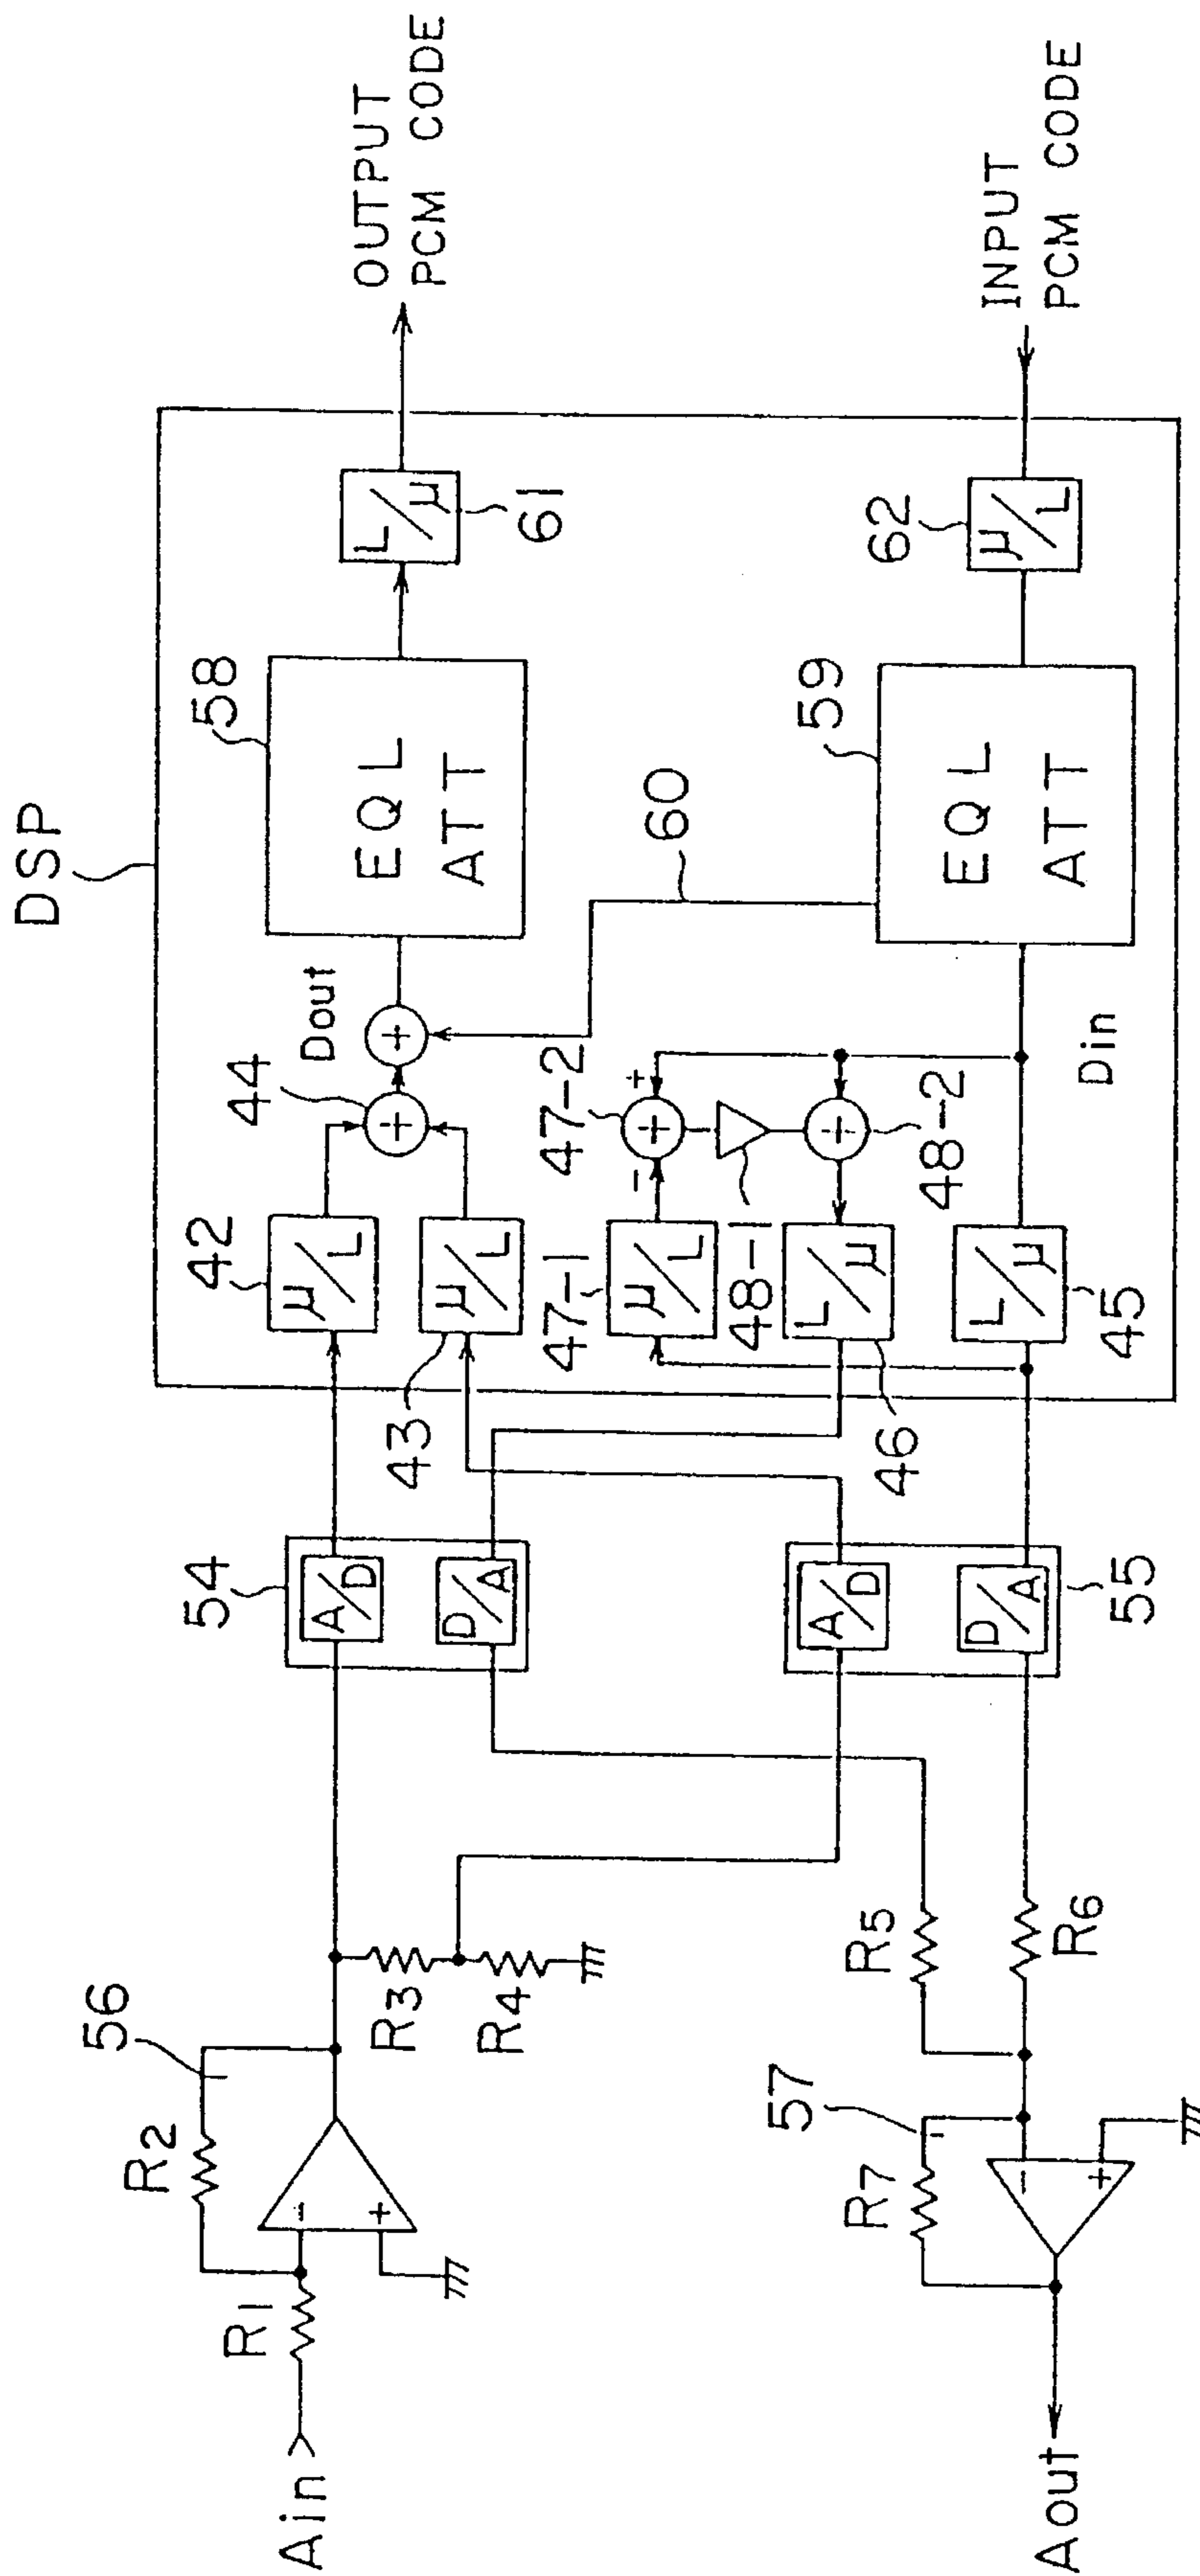 DSP
OUTPUT
PCM CODE
INPUT
PCM CODE
L/μ
61
μ/L
62
58
EQL
ATT
59
EQL
ATT
60
Dout
44
+
+
47-2
+
+
-
48-1
+
48-2
Din
42
μ/L
43
μ/L
47-1
μ/L
46
L/μ
45
L/μ
54
A/D
D/A
55
A/D
D/A
56
R1
R2
-
+
R3
R4
R5
R6
57
R7
-
+
Ain
Aout